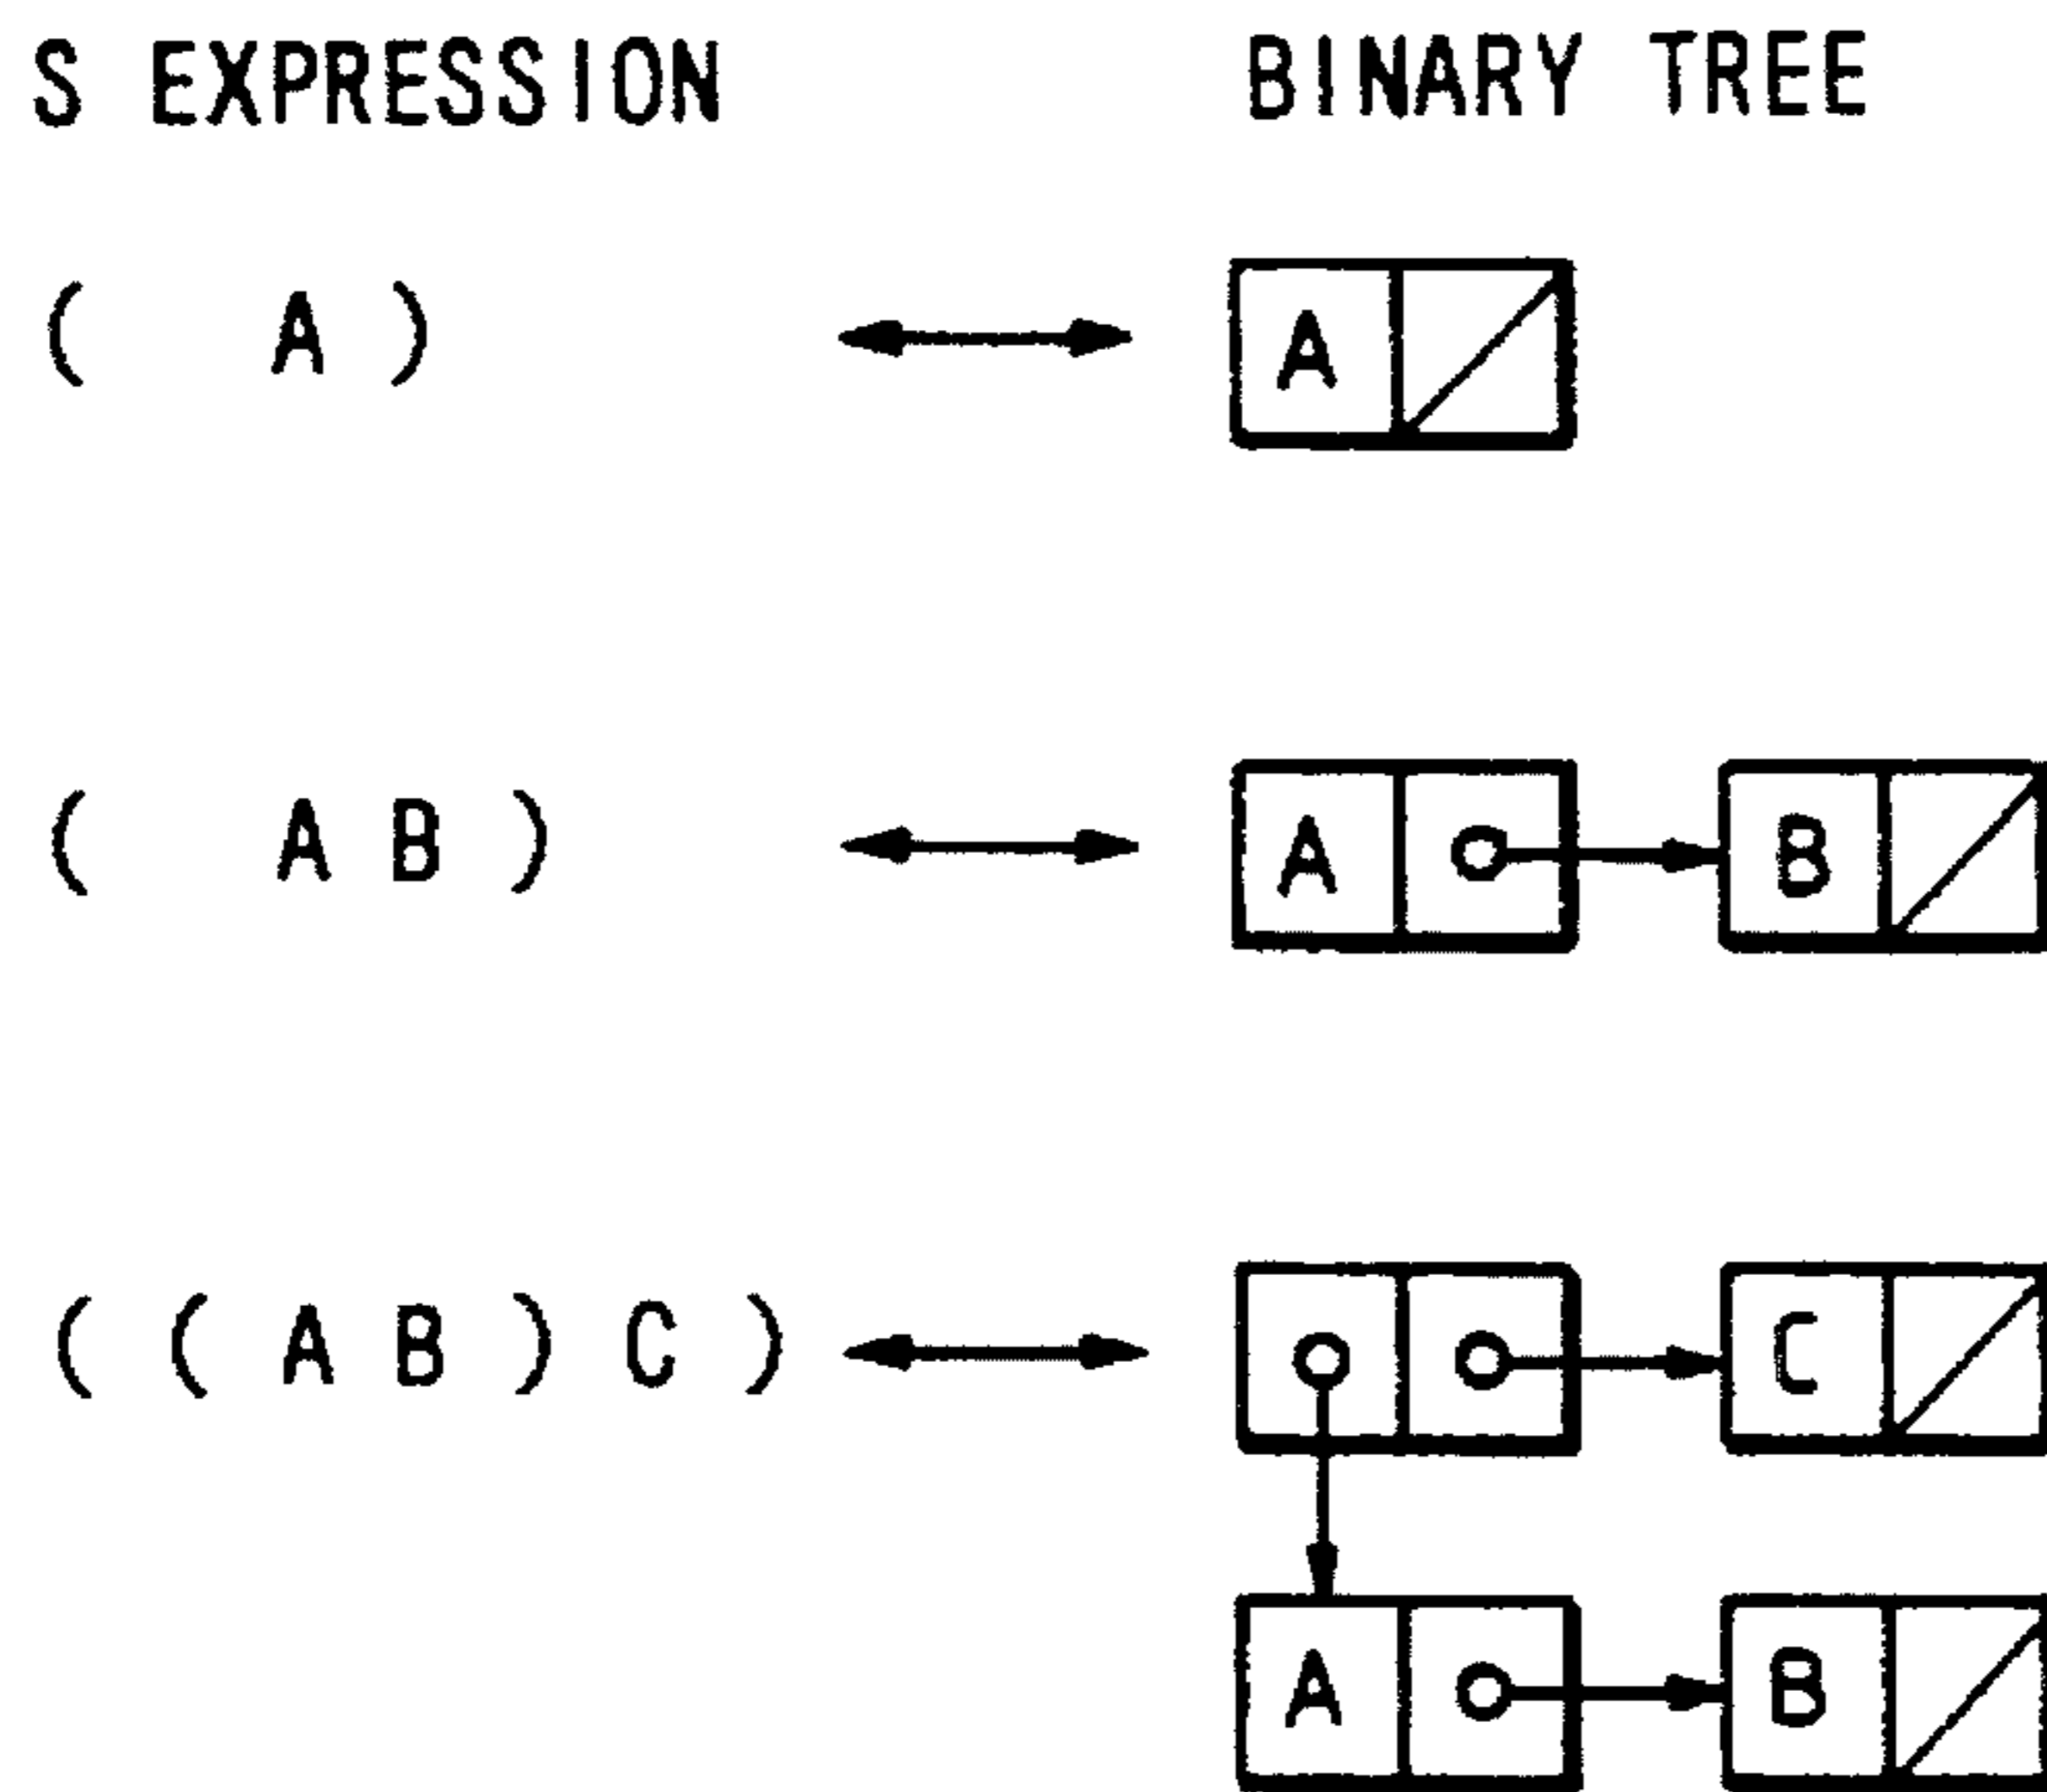 S EXPRESSION BINARY TREE
( A ) A
( A B ) A B
( ( A B ) C ) C
A B